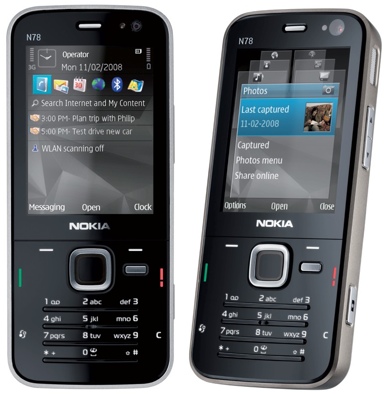 N78
3G
Operator
Mon 11/02/2008
Search Internet and My Content
3:00 PM- Plan trip with Philip
5:00 PM- Test drive new car
WLAN scanning off
Messaging Open Clock
NOKIA
1 2 abc def 3
4 ghi 5 jkl mno 6
7 pqrs 8 tuv wxyz 9
C
* + 0 #
N78
Photos
Last captured
11-02-2008
Captured
Photos menu
Share online
Options Open Close
NOKIA
1 2 abc def 3
4 ghi 5 jkl mno 6
7 pqrs 8 tuv wxyz 9
C
* + 0 #